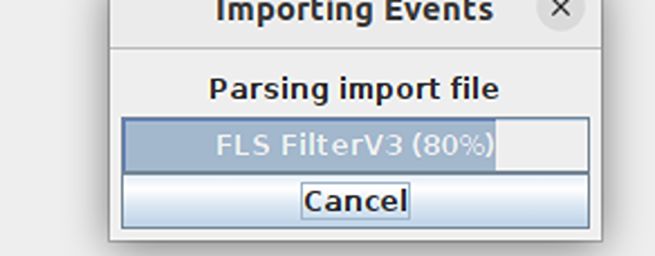 Importing Events
Parsing import file
FLS FilterV3 (80%)
Cancel